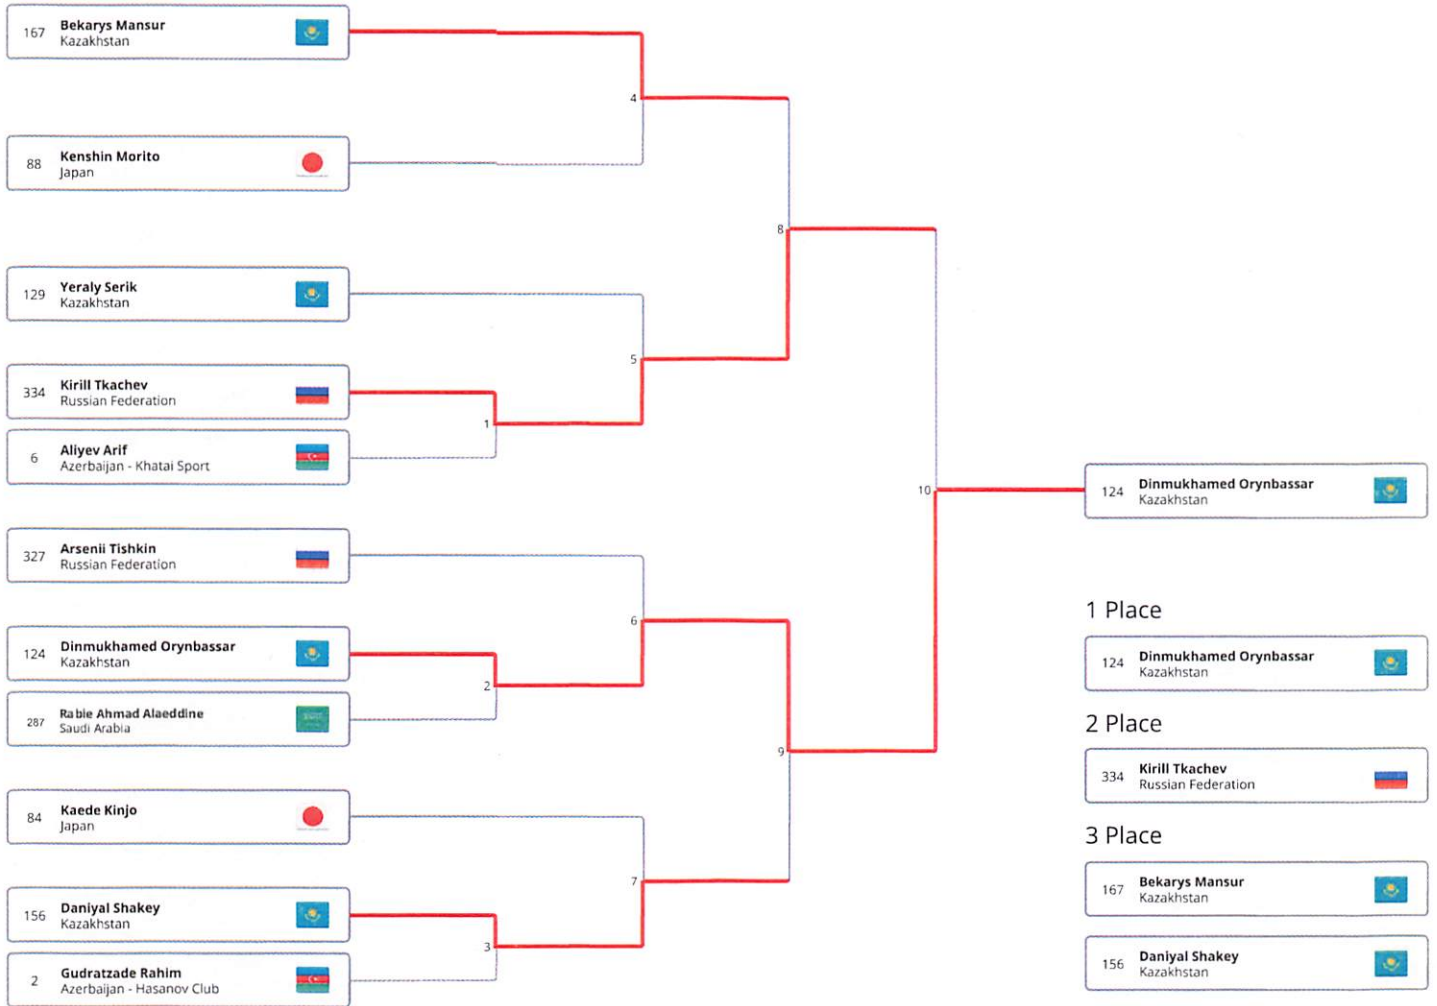 167 Bekarys Mansur
Kazakhstan
4
88 Kenshin Morito
Japan
8
129 Yeraly Serik
Kazakhstan
5
334 Kirill Tkachev
Russian Federation
1
6 Aliyev Arif
Azerbaijan - Khatai Sport
10
124 Dinmukhamed Orynbassar
Kazakhstan
327 Arsenii Tishkin
Russian Federation
6
124 Dinmukhamed Orynbassar
Kazakhstan
2
287 Rabie Ahmad Alaeddine
Saudi Arabia
9
84 Kaede Kinjo
Japan
7
156 Daniyal Shakey
Kazakhstan
3
2 Gudratzade Rahim
Azerbaijan - Hasanov Club
1 Place
124 Dinmukhamed Orynbassar
Kazakhstan
2 Place
334 Kirill Tkachev
Russian Federation
3 Place
167 Bekarys Mansur
Kazakhstan
156 Daniyal Shakey
Kazakhstan